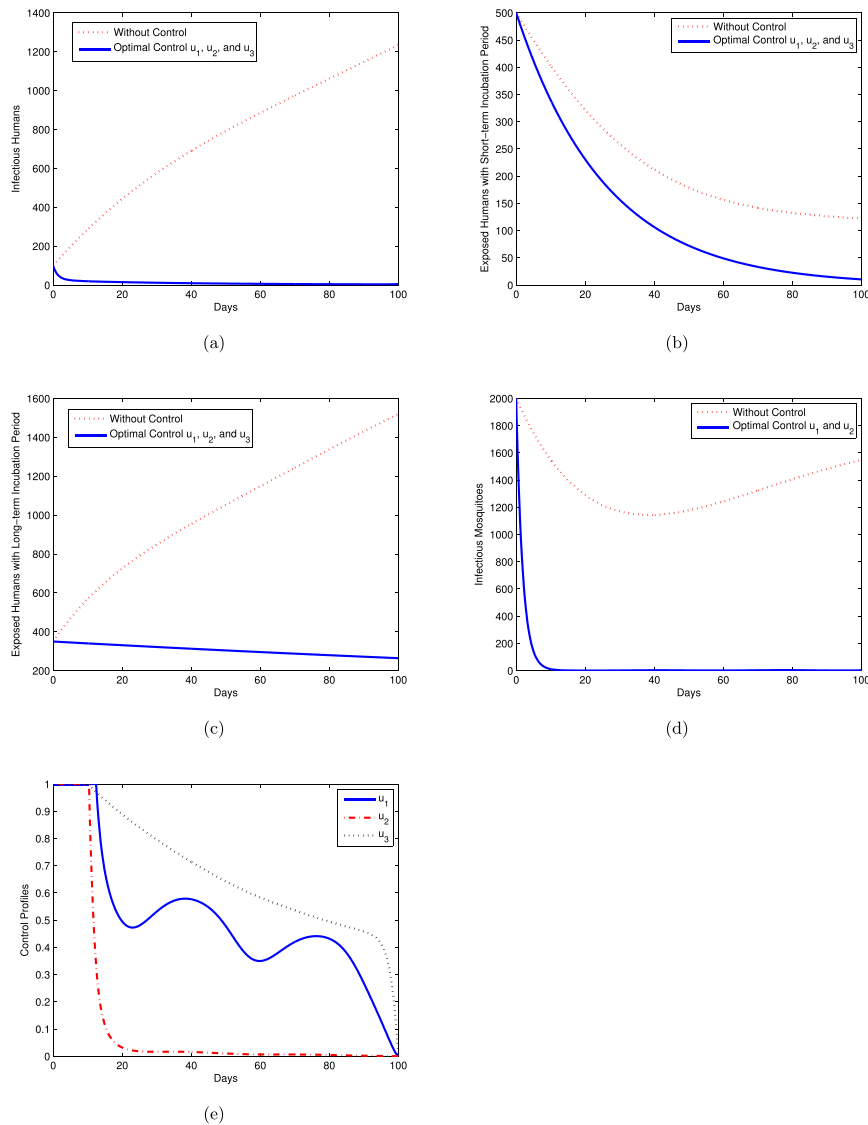 1400
1200
1000
800
600
400
200
0
0 20 40 60 80 100
Infectious Humans
Days
Without Control
Optimal Control u1, u2, and u3
(a)
500
450
400
350
300
250
200
150
100
50
0
0 20 40 60 80 100
Exposed Humans with Short−term Incubation Period
Days
Without Control
Optimal Control u1, u2, and u3
(b)
1600
1400
1200
1000
800
600
400
200
0 20 40 60 80 100
Exposed Humans with Long−term Incubation Period
Days
Without Control
Optimal Control u1, u2, and u3
(c)
2000
1800
1600
1400
1200
1000
800
600
400
200
0
0 20 40 60 80 100
Infectious Mosquitoes
Days
Without Control
Optimal Control u1 and u2
(d)
1
0.9
0.8
0.7
0.6
0.5
0.4
0.3
0.2
0.1
0
0 20 40 60 80 100
Control Profiles
Days
u1
u2
u3
(e)